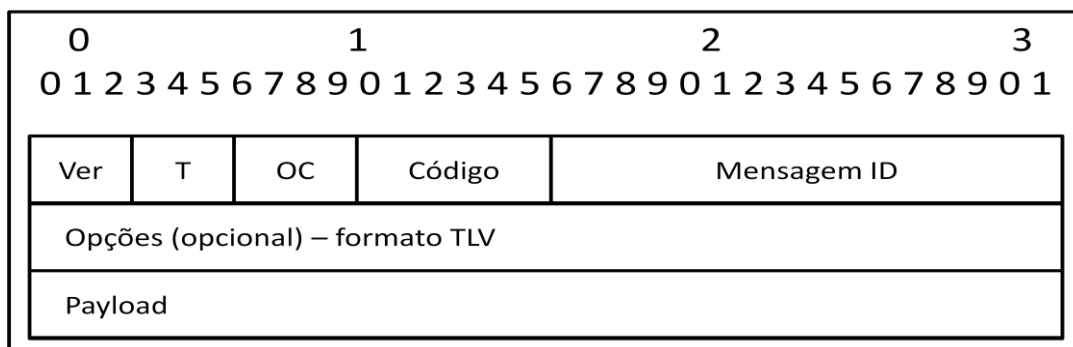 0 1 2 3
0 1 2 3 4 5 6 7 8 9 0 1 2 3 4 5 6 7 8 9 0 1 2 3 4 5 6 7 8 9 0 1
Ver T OC Código Mensagem ID
Opções (opcional) – formato TLV
Payload